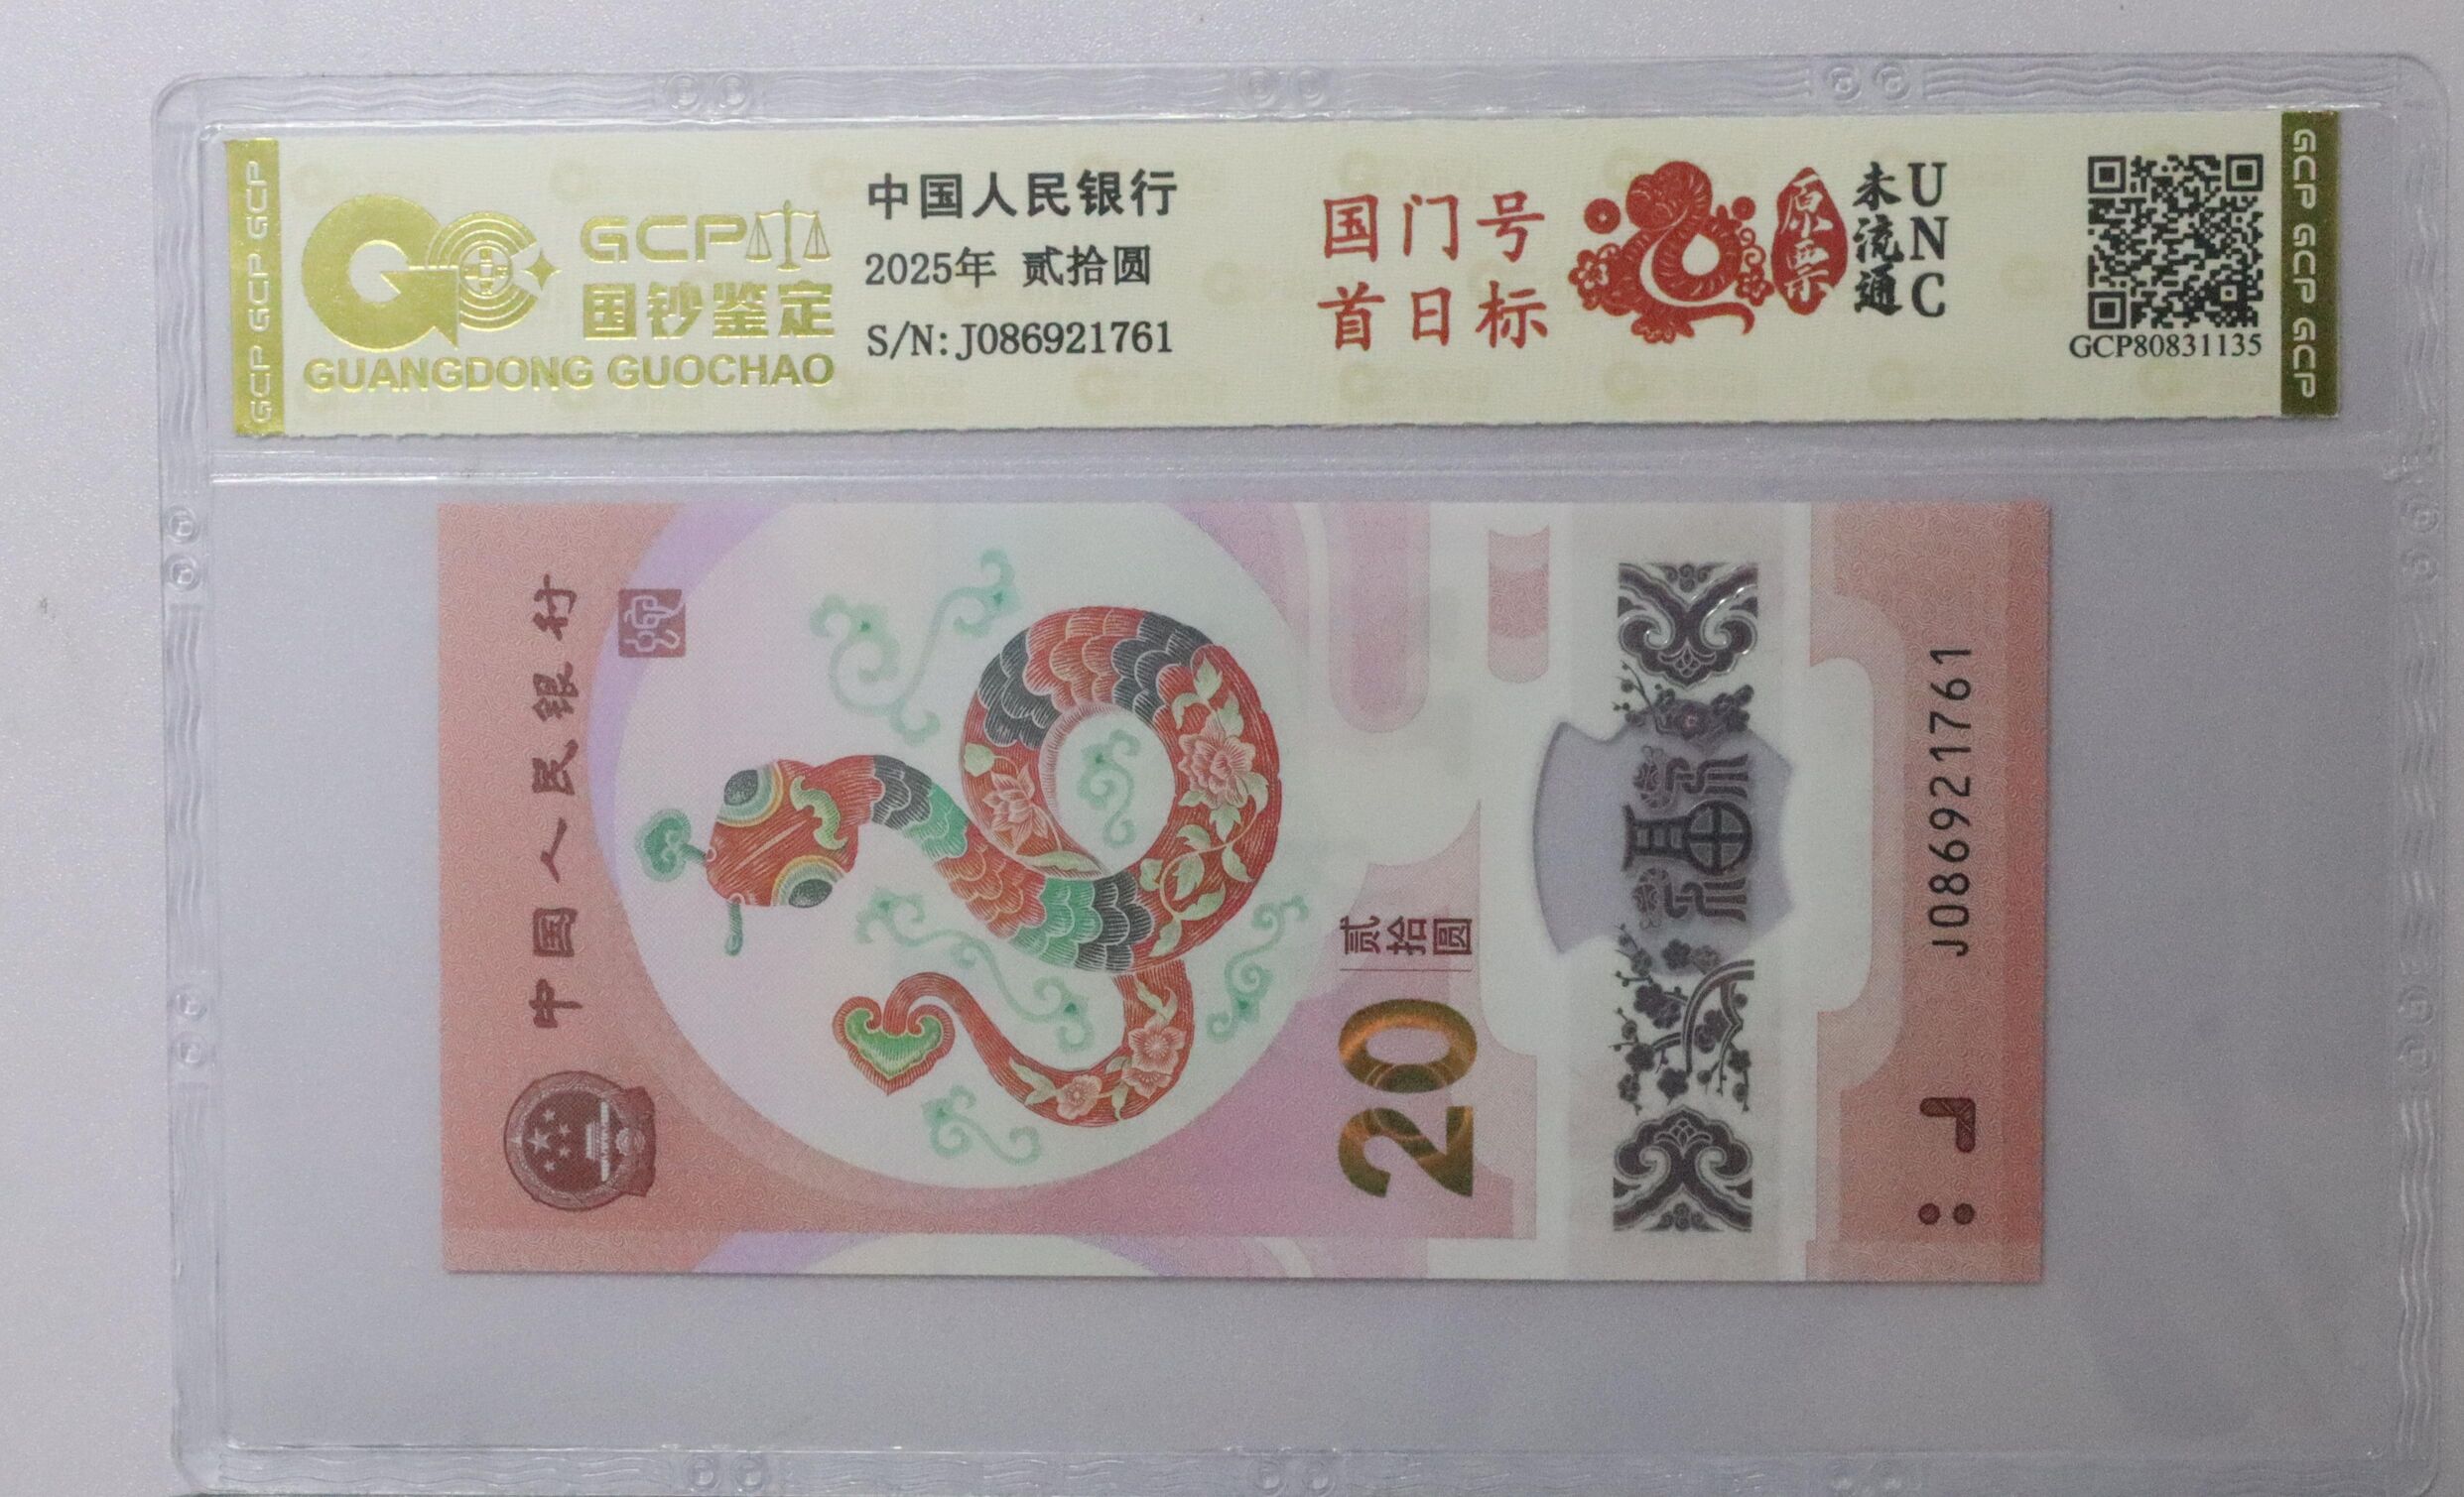 GCP GCP GCP
GCP
国钞鉴定
GUANGDONG GUOCHAO
中国人民银行
2025年 贰拾圆
S/N: J086921761
国门号
首日标
原票
未流通
UNC
GCP80831135
GCP GCP GCP
中国人民银行
贰拾圆
20
福
J086921761